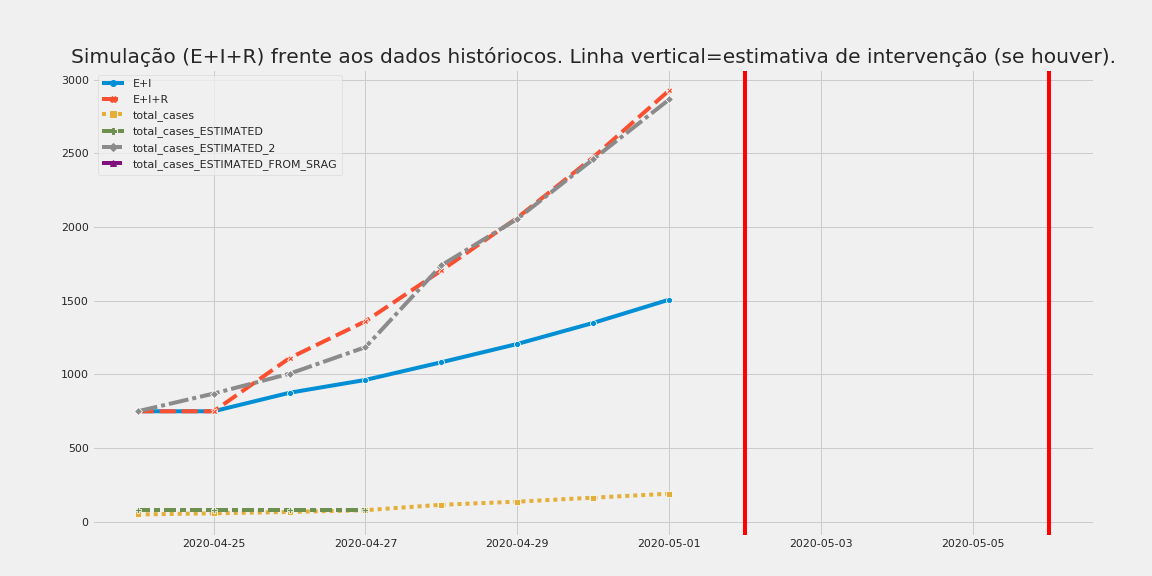 Simulação (E+I+R) frente aos dados históriocos. Linha vertical=estimativa de intervenção (se houver).
3000
2500
2000
1500
1000
500
0
E+I
E+I+R
total_cases
total_cases_ESTIMATED
total_cases_ESTIMATED_2
total_cases_ESTIMATED_FROM_SRAG
2020-04-25
2020-04-27
2020-04-29
2020-05-01
2020-05-03
2020-05-05